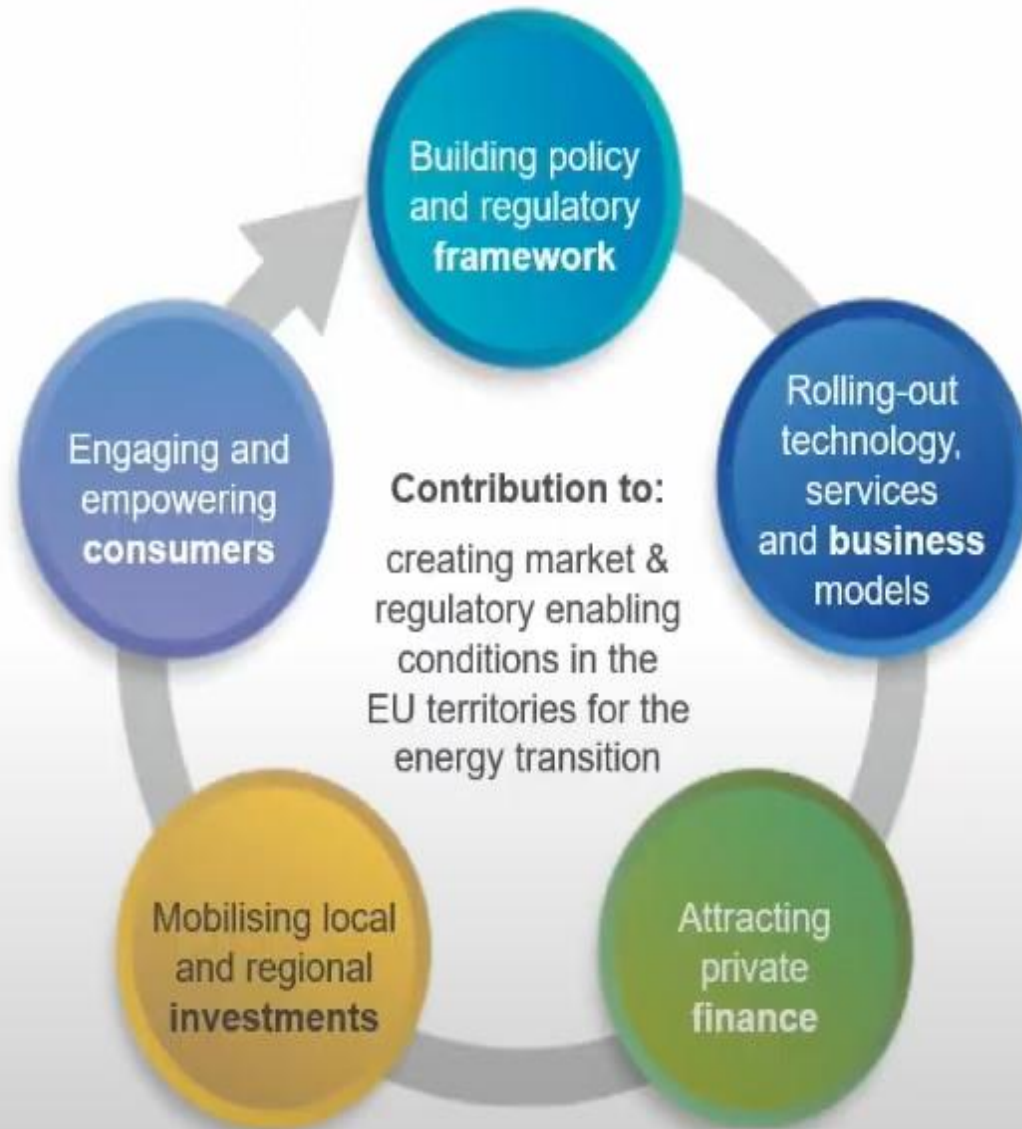 Building policy
and regulatory
framework
Rolling-out
technology,
services
and business
models
Attracting
private
finance
Mobilising local
and regional
investments
Engaging and
empowering
consumers
Contribution to:
creating market &
regulatory enabling
conditions in the
EU territories for the
energy transition